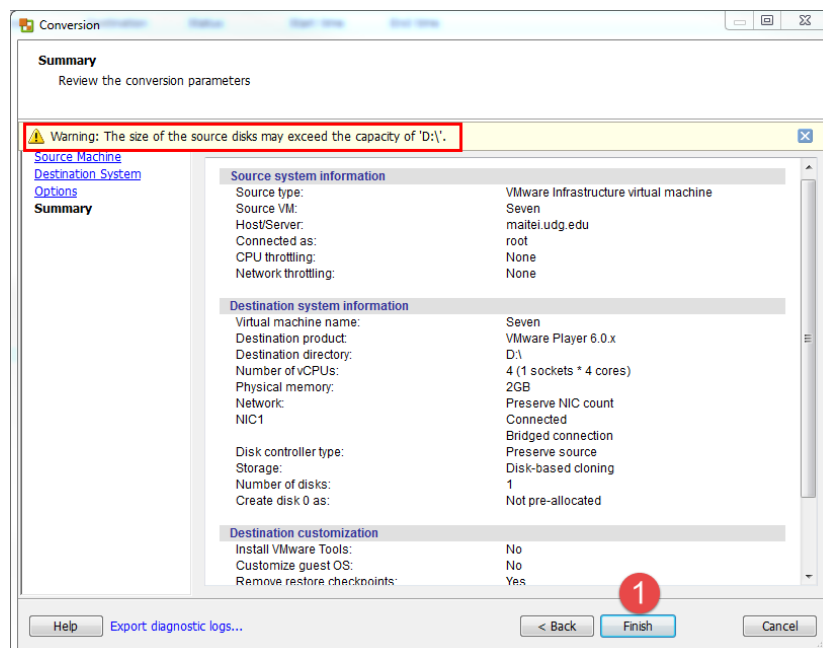 Conversion
Summary
Review the conversion parameters
Warning: The size of the source disks may exceed the capacity of 'D:\'.
Source Machine
Destination System
Options
Summary
Source system information
Source type: VMware Infrastructure virtual machine
Source VM: Seven
Host/Server: maitei.udg.edu
Connected as: root
CPU throttling: None
Network throttling: None
Destination system information
Virtual machine name: Seven
Destination product: VMware Player 6.0.x
Destination directory: D:\
Number of vCPUs: 4 (1 sockets * 4 cores)
Physical memory: 2GB
Network: Preserve NIC count
NIC1 Connected
Bridged connection
Disk controller type: Preserve source
Storage: Disk-based cloning
Number of disks: 1
Create disk 0 as: Not pre-allocated
Destination customization
Install VMware Tools: No
Customize guest OS: No
Remove restore checkpoints: Yes
1
Help Export diagnostic logs... < Back Finish Cancel